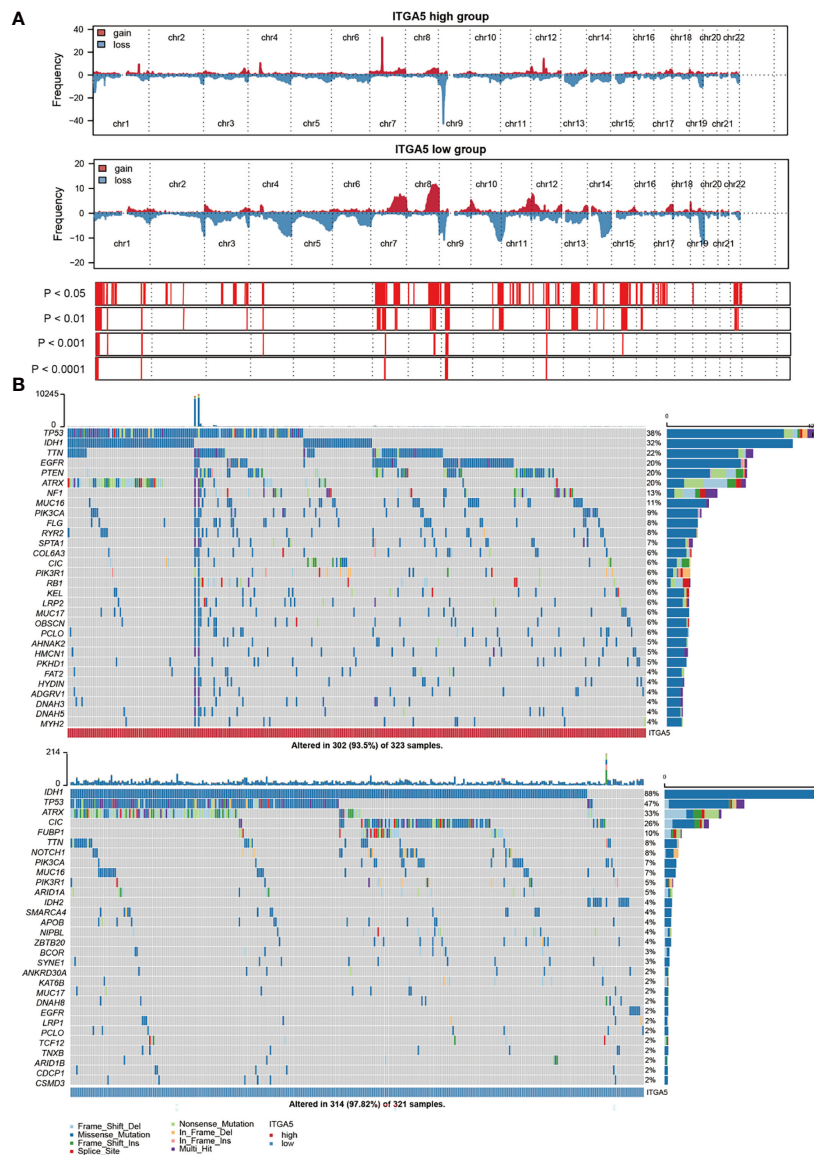 A
ITGA5 high group
gain
loss
chr2 chr4 chr6 chr8 chr10 chr12 chr14 chr16 chr18 chr20 chr22
40
20
0
−20
−40
Frequency
chr1 chr3 chr5 chr7 chr9 chr11 chr13 chr15 chr17 chr19 chr21
ITGA5 low group
gain
loss
chr2 chr4 chr6 chr8 chr10 chr12 chr14 chr16 chr18 chr20 chr22
20
10
0
−10
−20
Frequency
chr1 chr3 chr5 chr7 chr9 chr11 chr13 chr15 chr17 chr19 chr21
P < 0.05
P < 0.01
P < 0.001
P < 0.0001
B
10245
0
0
TP53 38%
IDH1 32%
TTN 22%
EGFR 20%
PTEN 20%
ATRX 20%
NF1 13%
MUC16 11%
PIK3CA 9%
FLG 8%
RYR2 8%
SPTA1 7%
COL6A3 6%
CIC 6%
PIK3R1 6%
RB1 6%
KEL 6%
LRP2 6%
MUC17 6%
OBSCN 6%
PCLO 6%
AHNAK2 5%
HMCN1 5%
PKHD1 5%
FAT2 4%
HYDIN 4%
ADGRV1 4%
DNAH3 4%
DNAH5 4%
MYH2 4%
ITGA5
Altered in 302 (93.5%) of 323 samples.
214
0
0
IDH1 88%
TP53 47%
ATRX 33%
CIC 26%
FUBP1 10%
TTN 8%
NOTCH1 8%
PIK3CA 7%
MUC16 7%
PIK3R1 5%
ARID1A 5%
IDH2 4%
SMARCA4 4%
APOB 4%
NIPBL 4%
ZBTB20 4%
BCOR 3%
SYNE1 3%
ANKRD30A 2%
KAT6B 2%
MUC17 2%
DNAH8 2%
EGFR 2%
LRP1 2%
PCLO 2%
TCF12 2%
TNXB 2%
ARID1B 2%
CDCP1 2%
CSMD3 2%
ITGA5
Altered in 314 (97.82%) of 321 samples.
Frame_Shift_Del
Missense_Mutation
Frame_Shift_Ins
Splice_Site
Nonsense_Mutation
In_Frame_Del
In_Frame_Ins
Multi_Hit
ITGA5
high
low